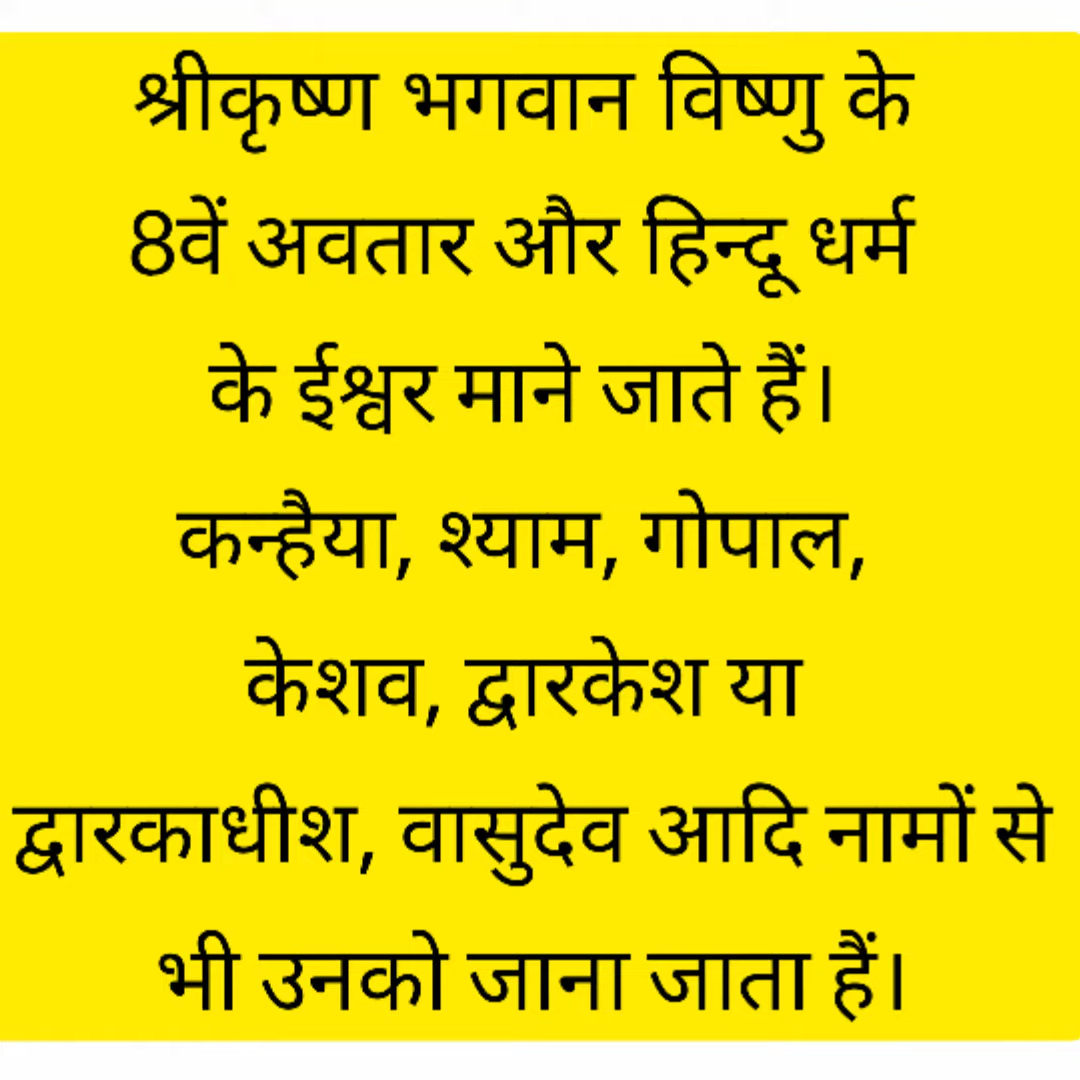 श्रीकृष्ण भगवान विष्णु के
8वें अवतार और हिन्दू धर्म
के ईश्वर माने जाते हैं।
कन्हैया, श्याम, गोपाल,
केशव, द्वारकेश या
द्वारकाधीश, वासुदेव आदि नामों से
भी उनको जाना जाता हैं।